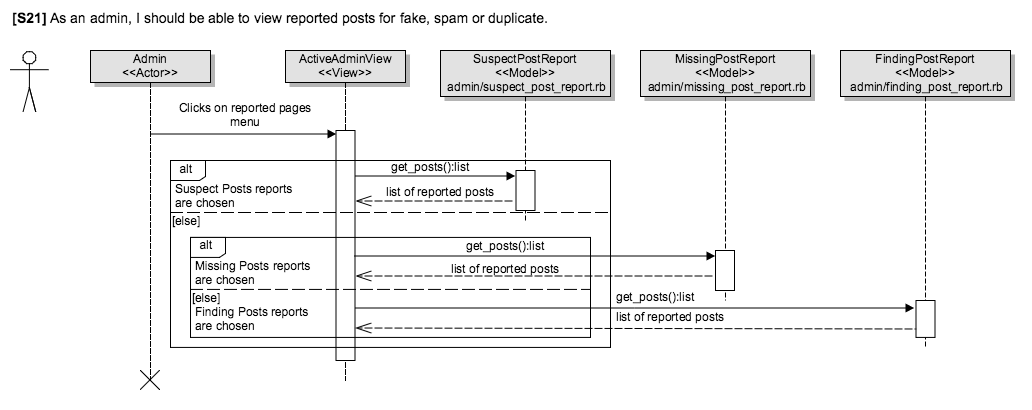 [S21] As an admin, I should be able to view reported posts for fake, spam or duplicate.
Admin
<<Actor>>
ActiveAdminView
<<View>>
SuspectPostReport
<<Model>>
admin/suspect_post_report.rb
MissingPostReport
<<Model>>
admin/missing_post_report.rb
FindingPostReport
<<Model>>
admin/finding_post_report.rb
Clicks on reported pages
menu
alt
Suspect Posts reports
are chosen
get_posts():list
list of reported posts
[else]
alt
Missing Posts reports
are chosen
get_posts():list
list of reported posts
[else]
Finding Posts reports
are chosen
get_posts():list
list of reported posts